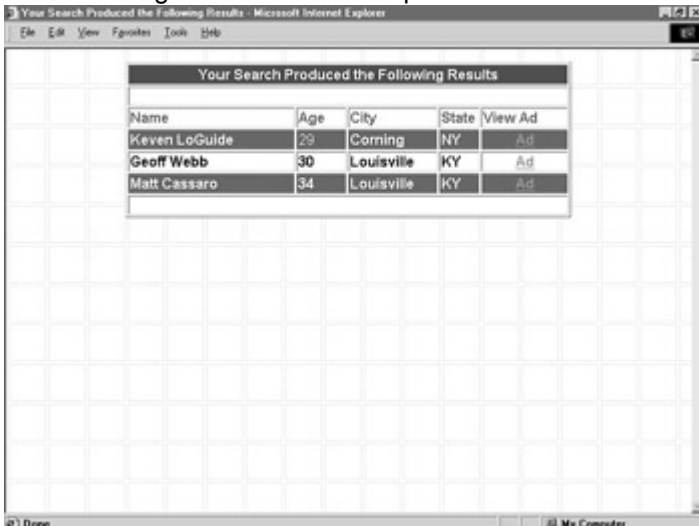 Your Search Produced the Following Results - Microsoft Internet Explorer
File Edit View Favorites Tools Help
Your Search Produced the Following Results
Name Age City State View Ad
Keven LoGuide 29 Corning NY Ad
Geoff Webb 30 Louisville KY Ad
Matt Cassaro 34 Louisville KY Ad
Done My Computer